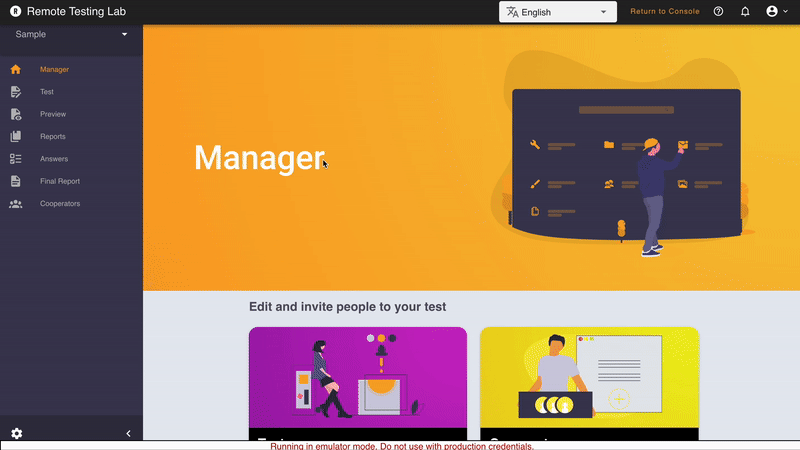 R Remote Testing Lab
English
Return to Console
Sample
Manager
Test
Preview
Reports
Answers
Final Report
Cooperators
Manager
Edit and invite people to your test
Running in emulator mode. Do not use with production credentials.